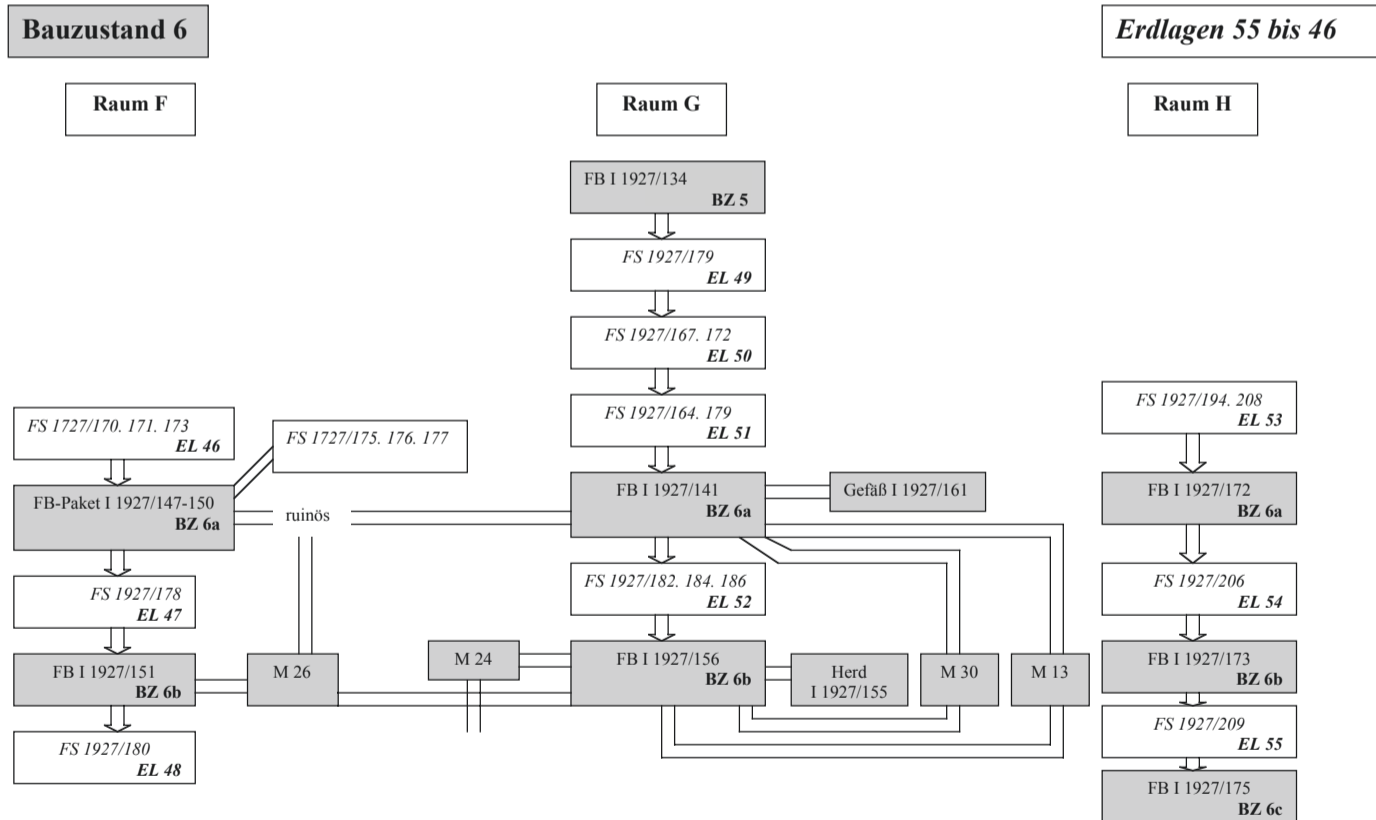 Bauzustand 6
Erdlagen 55 bis 46
Raum F
Raum G
Raum H
FB I 1927/134
BZ 5
FS 1927/179
EL 49
FS 1927/167. 172
EL 50
FS 1927/164. 179
EL 51
FS 1727/170. 171. 173
EL 46
FS 1727/175. 176. 177
FS 1927/194. 208
EL 53
FB-Paket I 1927/147-150
BZ 6a
ruinös
FB I 1927/141
BZ 6a
Gefäß I 1927/161
FB I 1927/172
BZ 6a
FS 1927/178
EL 47
FS 1927/182. 184. 186
EL 52
FS 1927/206
EL 54
FB I 1927/151
BZ 6b
M 26
M 24
FB I 1927/156
BZ 6b
Herd
I 1927/155
M 30
M 13
FB I 1927/173
BZ 6b
FS 1927/180
EL 48
FS 1927/209
EL 55
FB I 1927/175
BZ 6c